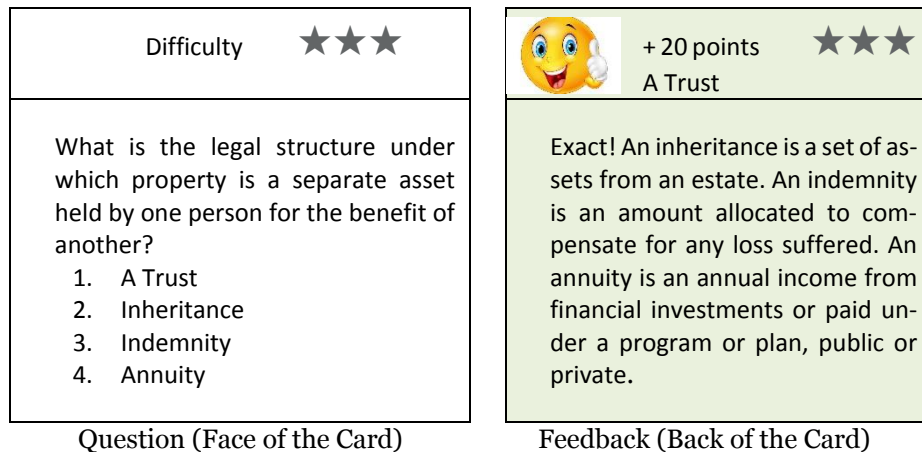 Difficulty
What is the legal structure under
which property is a separate asset
held by one person for the benefit of
another?
1. A Trust
2. Inheritance
3. Indemnity
4. Annuity
Question (Face of the Card)
+ 20 points
A Trust
Exact! An inheritance is a set of as-
sets from an estate. An indemnity
is an amount allocated to com-
pensate for any loss suffered. An
annuity is an annual income from
financial investments or paid un-
der a program or plan, public or
private.
Feedback (Back of the Card)